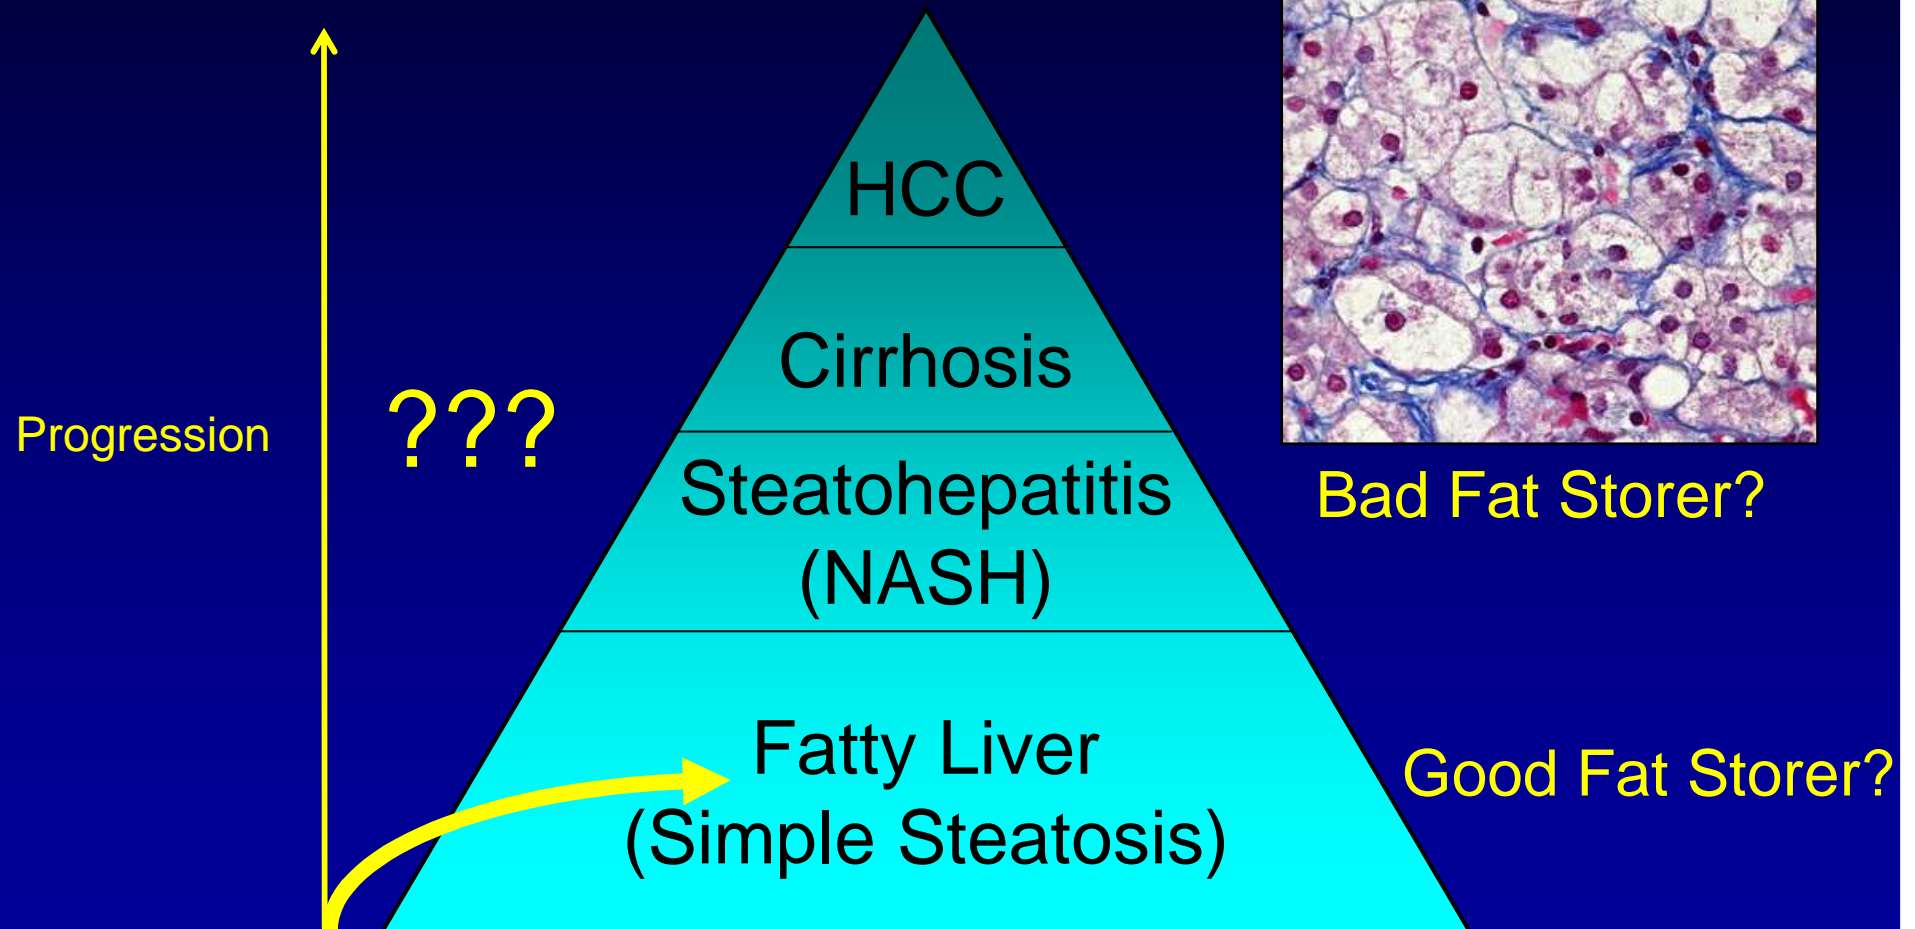 HCC
Cirrhosis
Progression
???
Steatohepatitis
(NASH)
Bad Fat Storer?
Fatty Liver
(Simple Steatosis)
Good Fat Storer?